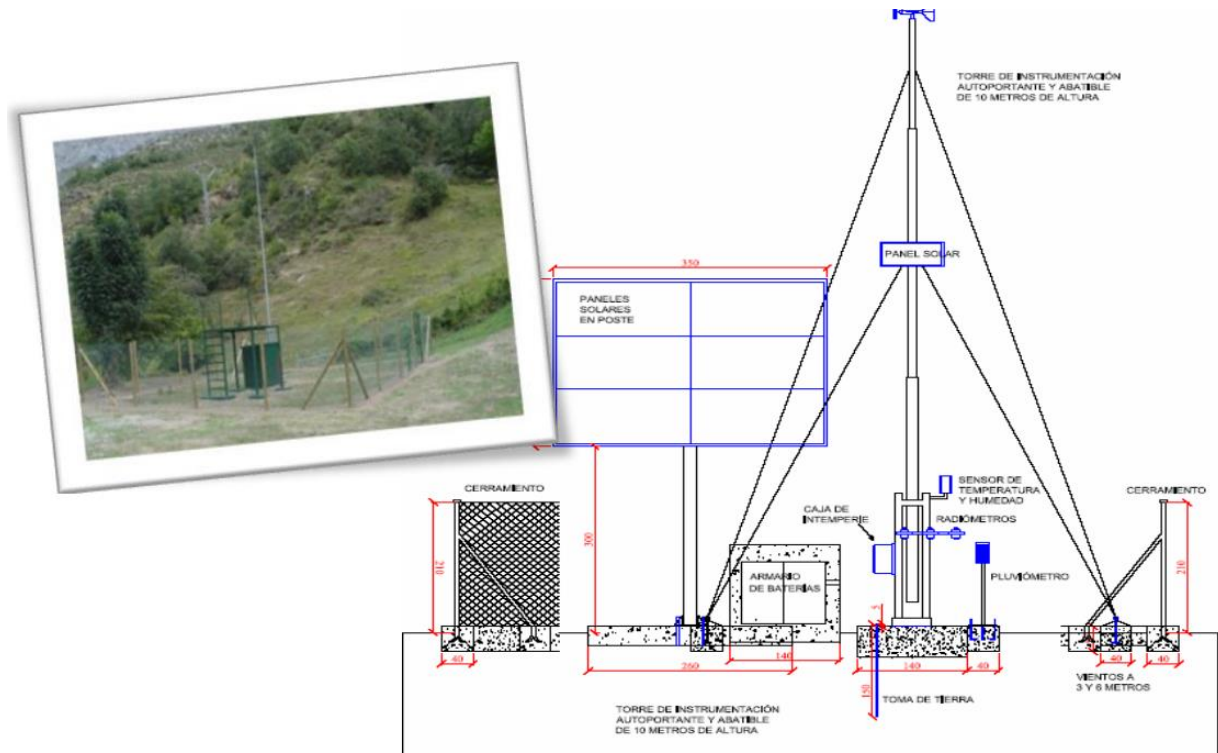 TORRE DE INSTRUMENTACIÓN
AUTOPORTANTE Y ABATIBLE
DE 10 METROS DE ALTURA
PANEL SOLAR
350
PANELES
SOLARES
EN POSTE
CERRAMIENTO
SENSOR DE
TEMPERATURA
Y HUMEDAD
CERRAMIENTO
CAJA DE
INTEMPERIE
RADIÓMETROS
300
210
210
ARMARIO
DE BATERÍAS
PLUVIÓMETRO
5
40
260
140
140
40
40
40
150
VIENTOS A
3 Y 6 METROS
TOMA DE TIERRA
TORRE DE INSTRUMENTACIÓN
AUTOPORTANTE Y ABATIBLE
DE 10 METROS DE ALTURA